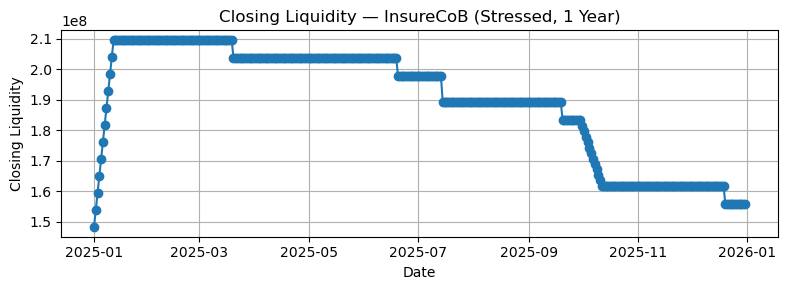 Closing Liquidity — InsureCoB (Stressed, 1 Year)
1e8
Closing Liquidity
2.1
2.0
1.9
1.8
1.7
1.6
1.5
2025-01 2025-03 2025-05 2025-07 2025-09 2025-11 2026-01
Date